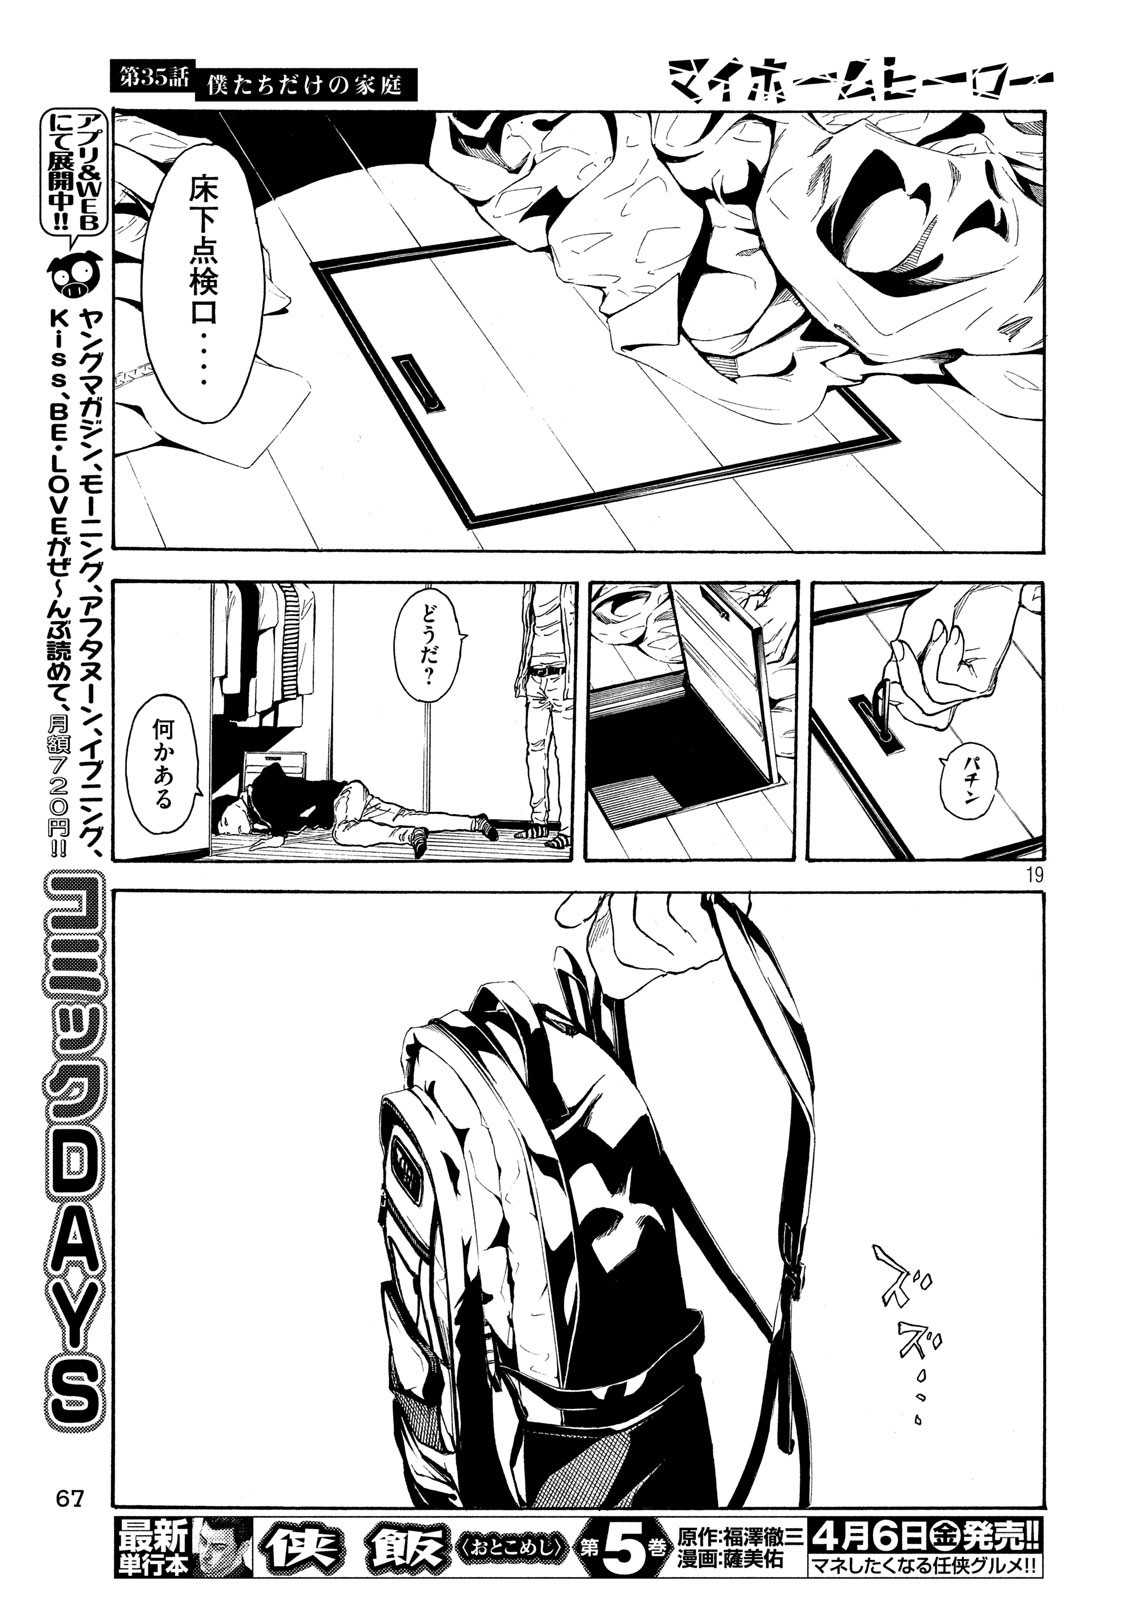 第35話 僕たちだけの家庭
マイホームヒーロー
アプリ&WEB
にて展開中!!
ヤングマガジン、モーニング、アフタヌーン、イブニング、
Kiss、BE・LOVEがぜ〜んぶ読めて、月額720円!!
コミックDAYS
床下点検口・・・・
パチン
どうだ?
何かある
19
ズ゙
ズ゙・・・
67
最新
単行本
侠飯〈おとこめし〉第5巻
原作:福澤徹三
漫画:薩美佑
4月6日㊎発売!!
マネしたくなる任侠グルメ!!